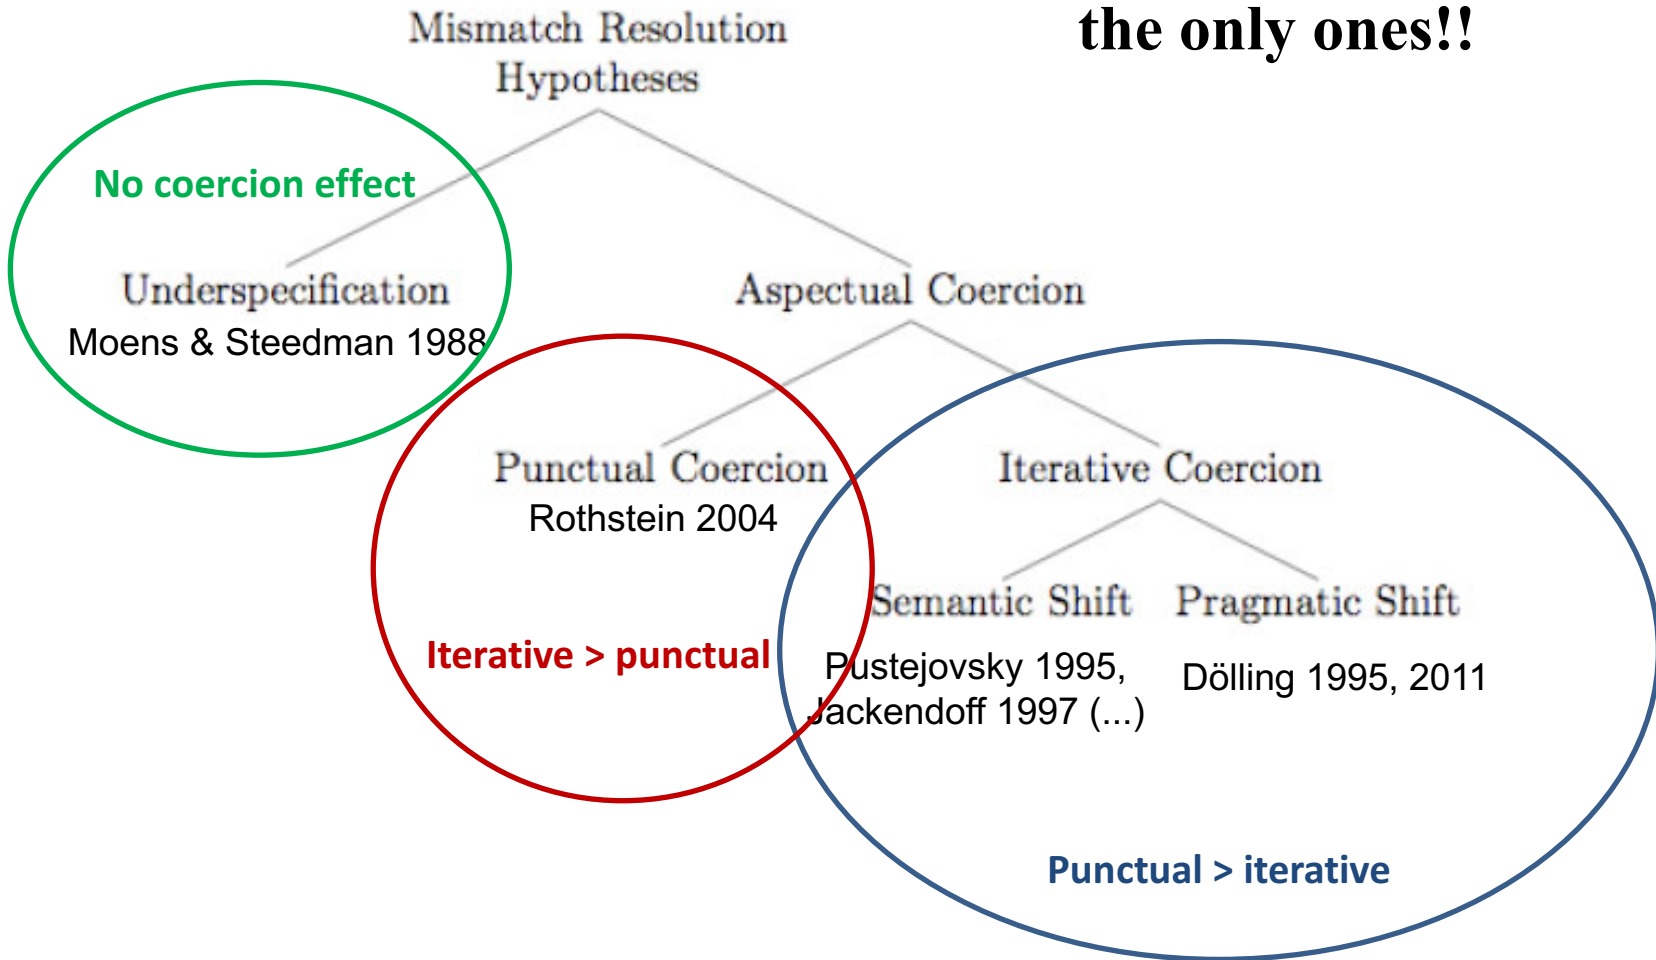 the only ones!!
Mismatch Resolution
Hypotheses
No coercion effect
Underspecification
Moens & Steedman 1988
Aspectual Coercion
Punctual Coercion
Rothstein 2004
Iterative > punctual
Iterative Coercion
Semantic Shift
Pustejovsky 1995,
Jackendoff 1997 (...)
Pragmatic Shift
Dölling 1995, 2011
Punctual > iterative